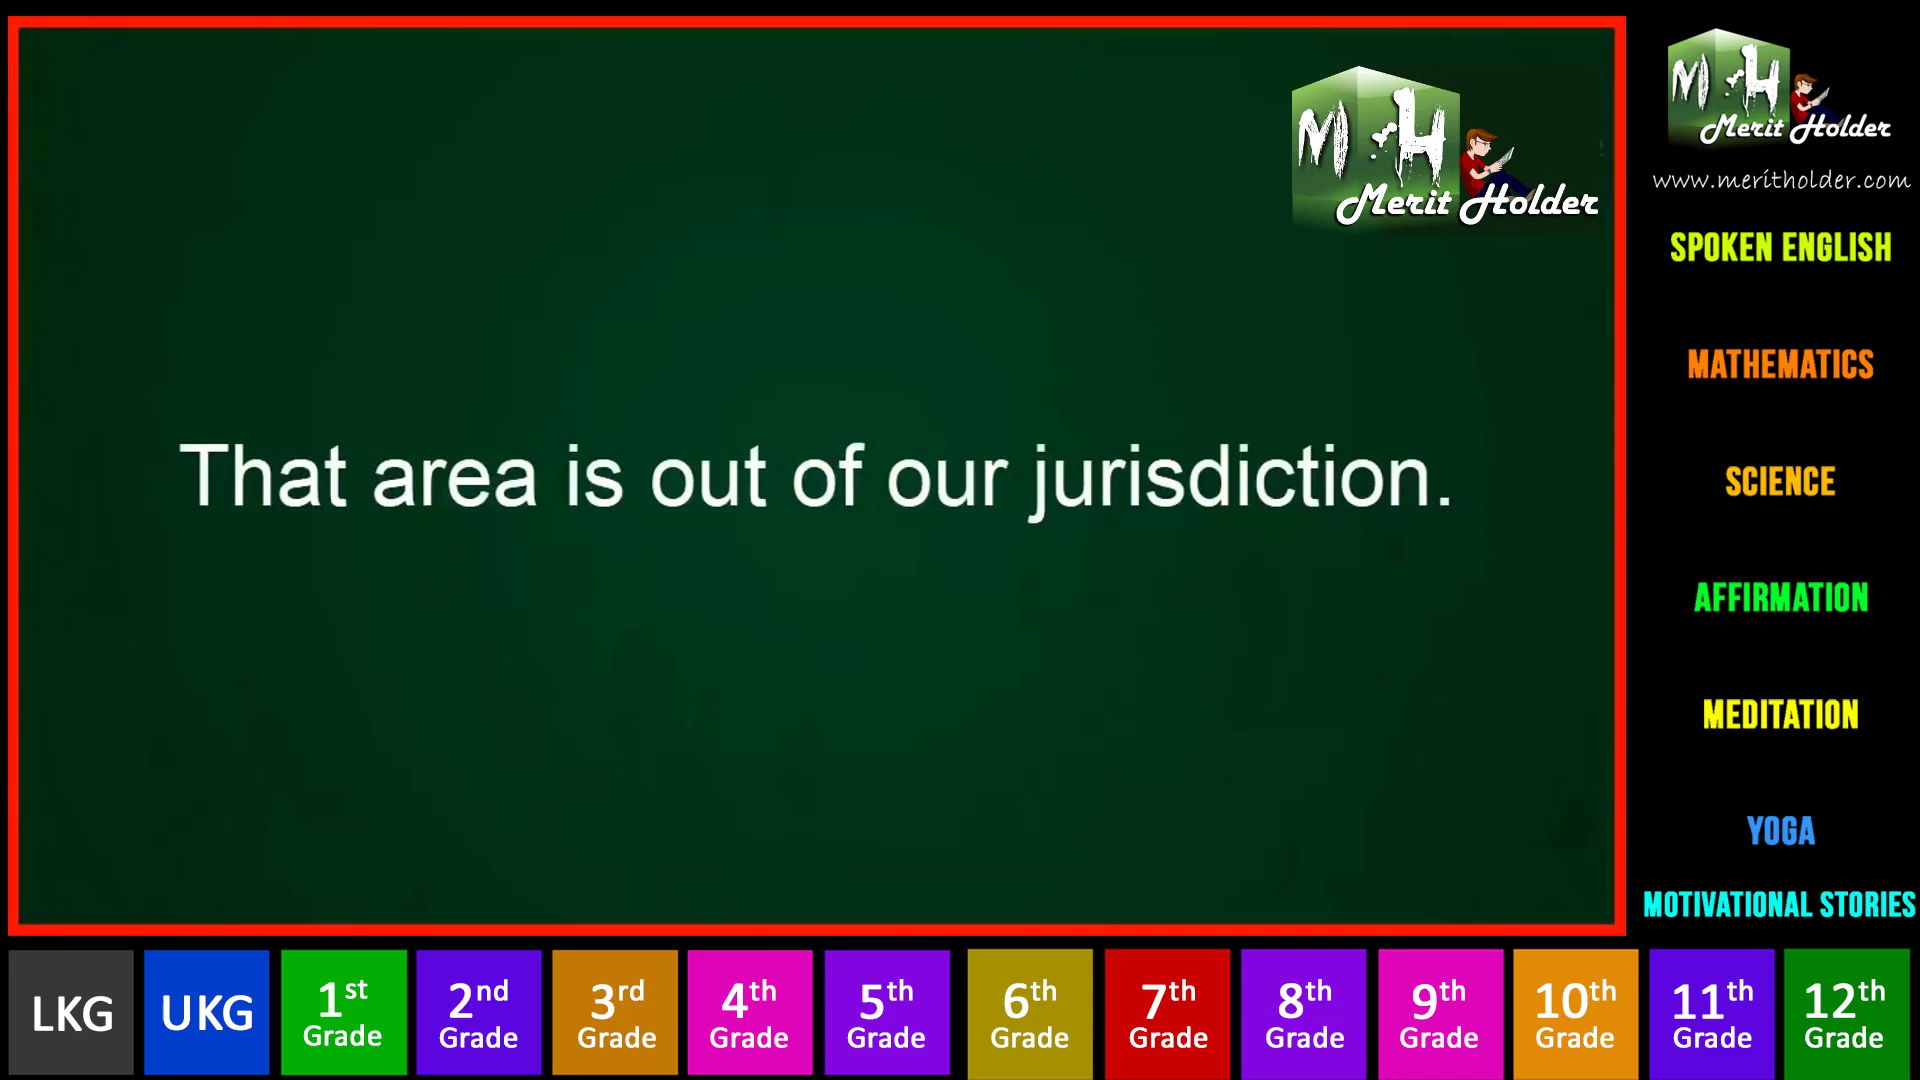 M H
Merit Holder
That area is out of our jurisdiction.
M H
Merit Holder
www.meritholder.com
SPOKEN ENGLISH
MATHEMATICS
SCIENCE
AFFIRMATION
MEDITATION
YOGA
MOTIVATIONAL STORIES
LKG
UKG
1st
Grade
2nd
Grade
3rd
Grade
4th
Grade
5th
Grade
6th
Grade
7th
Grade
8th
Grade
9th
Grade
10th
Grade
11th
Grade
12th
Grade